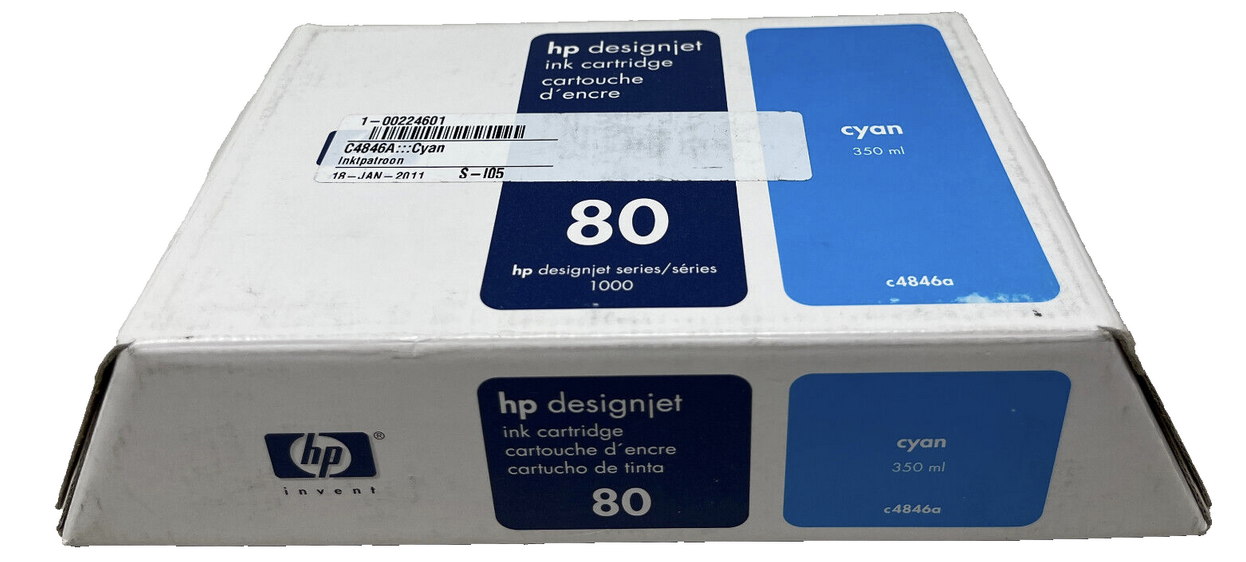 hp designjet
ink cartridge
cartouche
d´encre
1-00224601
C4846A:::Cyan
Inktpatroon
18-JAN-2011 S-I05
80
hp designjet series/séries
1000
cyan
350 ml
c4846a
hp ®
invent
hp designjet
ink cartridge
cartouche d´encre
cartucho de tinta
80
cyan
350 ml
c4846a